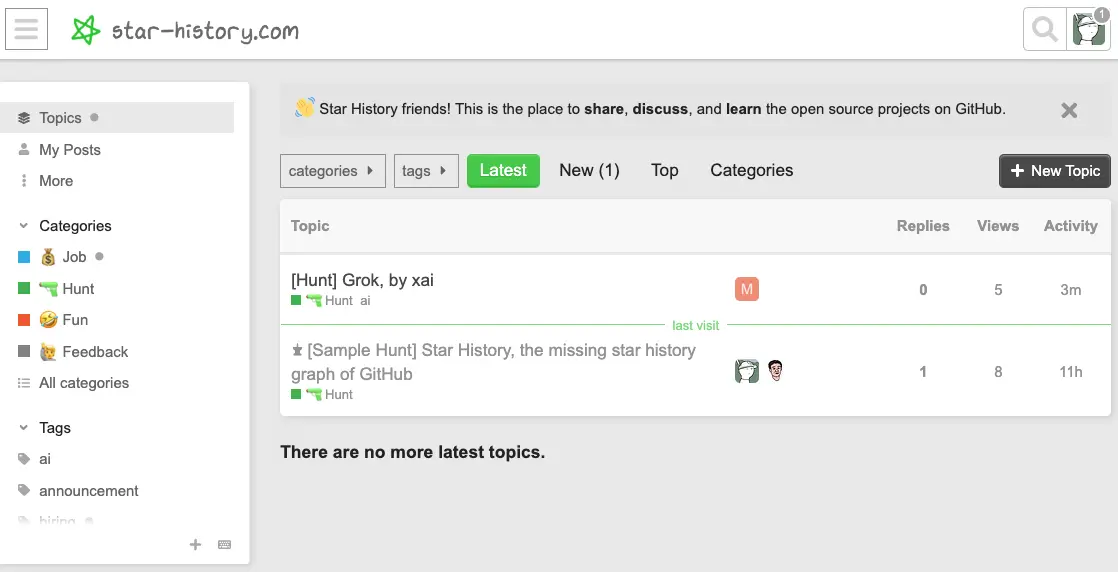 star-history.com
1
Topics
My Posts
More
Categories
Job
Hunt
Fun
Feedback
All categories
Tags
ai
announcement
hiring
Star History friends! This is the place to share, discuss, and learn the open source projects on GitHub.
categories
tags
Latest
New (1)
Top
Categories
New Topic
Topic Replies Views Activity
[Hunt] Grok, by xai M 0 5 3m
Hunt ai
last visit
[Sample Hunt] Star History, the missing star history
graph of GitHub 1 8 11h
Hunt
There are no more latest topics.